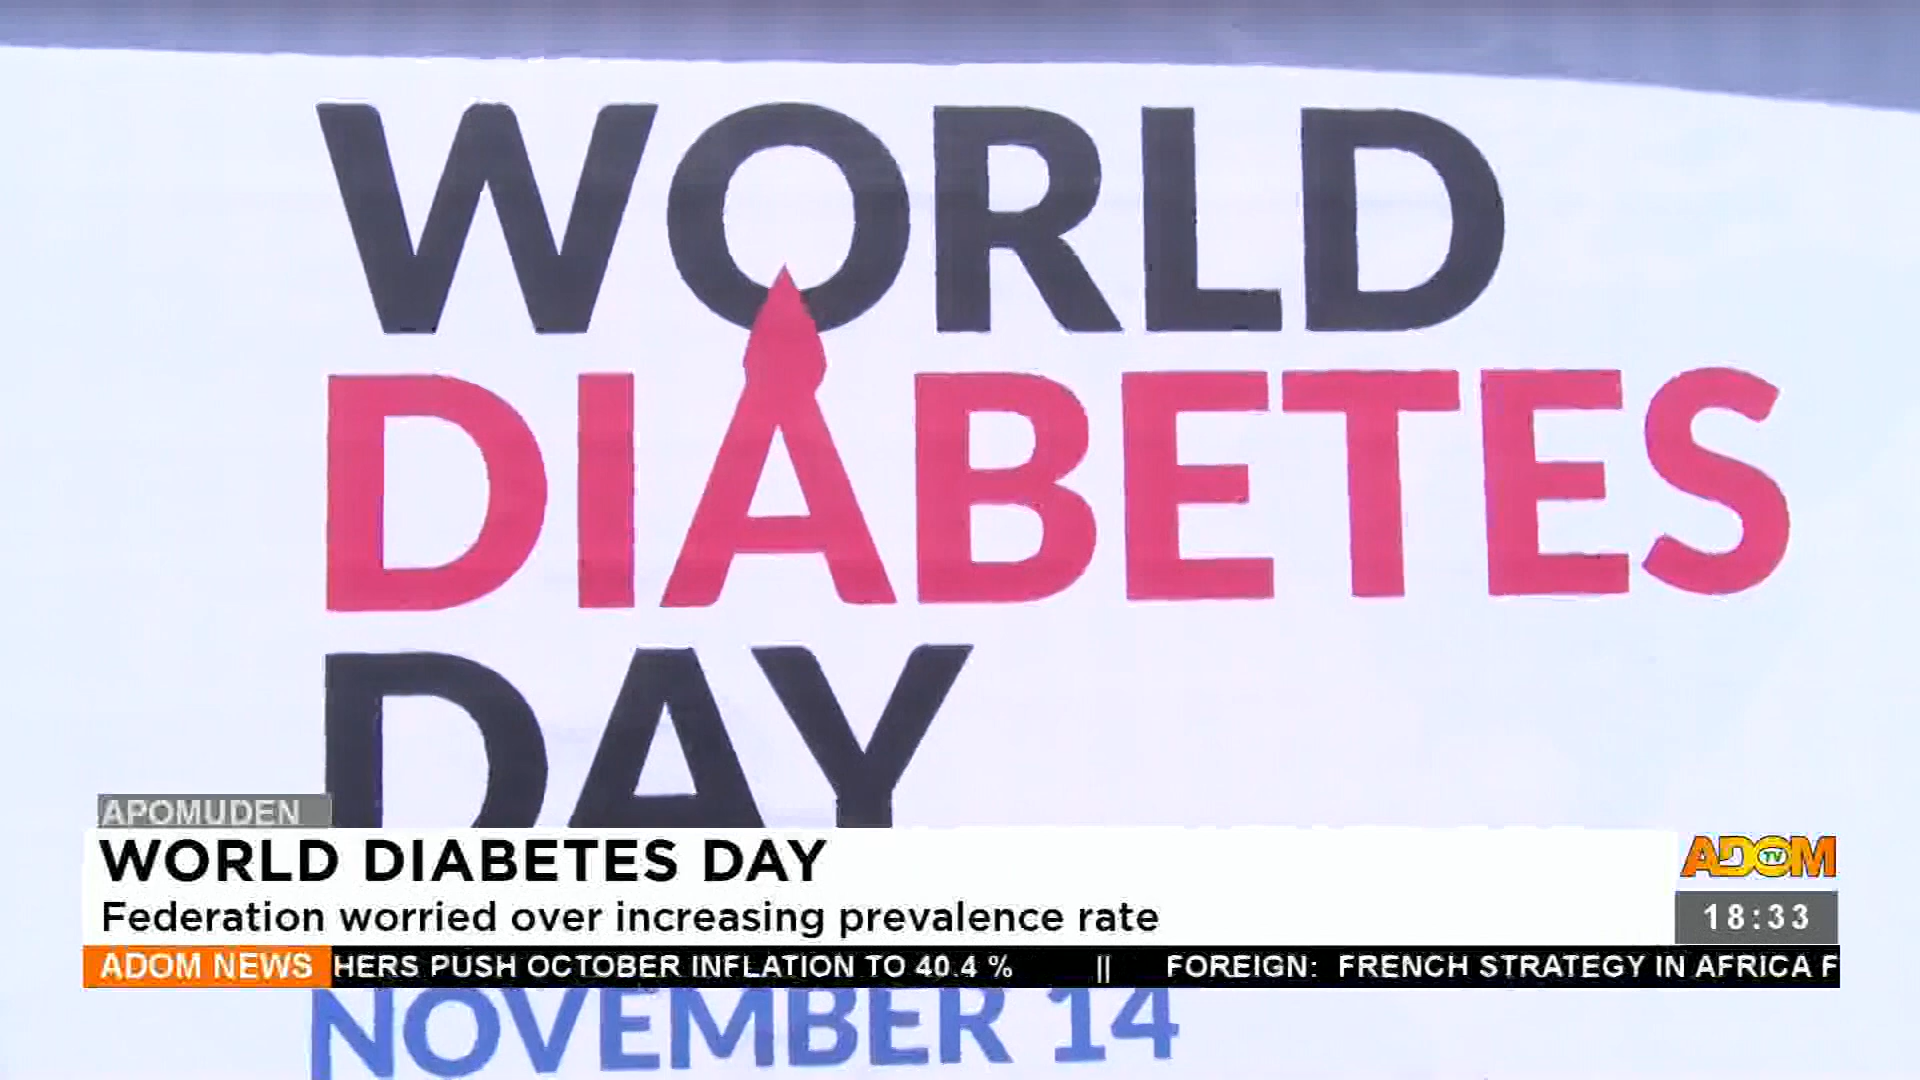 WORLD
DIABETES
DAY
APOMUDEN
WORLD DIABETES DAY
Federation worried over increasing prevalence rate
ADOM TV
18:33
ADOM NEWS
HERS PUSH OCTOBER INFLATION TO 40.4 % || FOREIGN: FRENCH STRATEGY IN AFRICA F
NOVEMBER 14